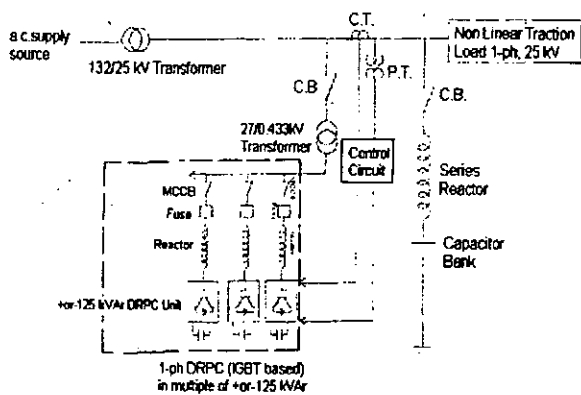 C.T.
a.c.supply
source
Non Linear Traction
Load 1-ph, 25 kV
132/25 kV Transformer
P.T.
C.B
C.B.
27/0.433kV
Transformer
Control
Circuit
Series
Reactor
MCCB
Fuse
Reactor
Capacitor
Bank
+or-125 kVAr DRPC Unit
1-ph DRPC (IGBT based)
in multiple of +or-125 kVAr